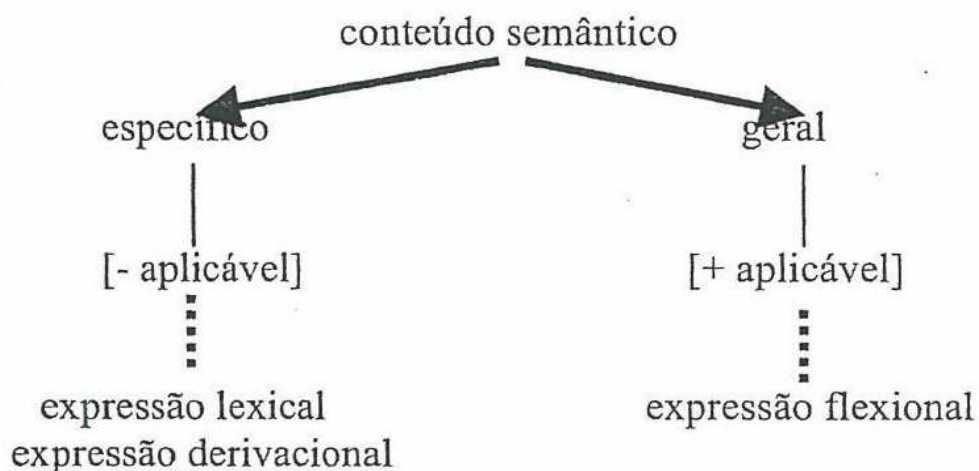 conteúdo semântico
específico
geral
[- aplicável]
[+ aplicável]
expressão lexical
expressão derivacional
expressão flexional